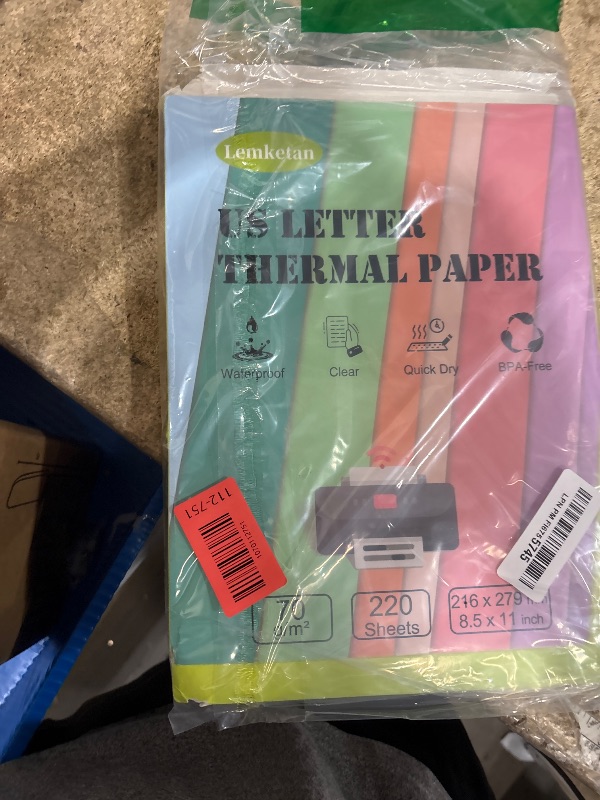 Lemketan
US LETTER
THERMAL PAPER
Waterproof
Clear
Quick Dry
BPA-Free
112-751
70
g/m²
220
Sheets
8.5 x 11 inch